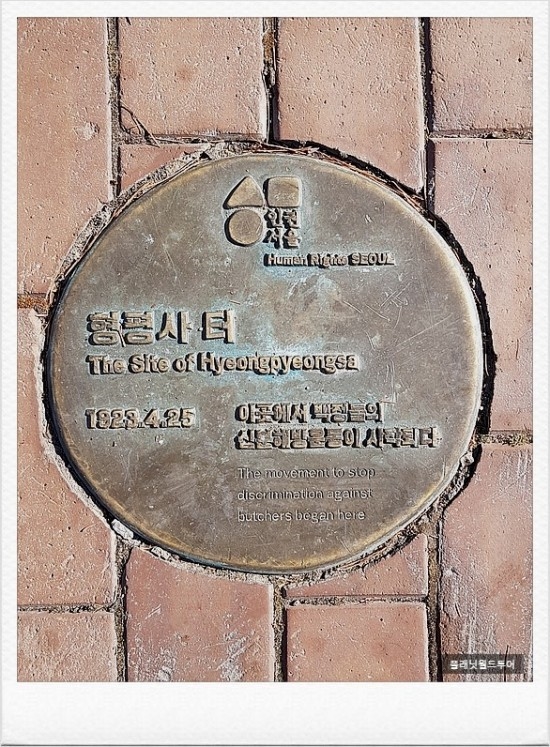 인권
서울
Human Rights SEOUL
형평사 터
The Site of Hyeongpyeongsa
1923.4.25
이곳에서 백정들의
신분해방운동이 시작되다
The movement to stop
discrimination against
butchers began here
플래닛월드투어